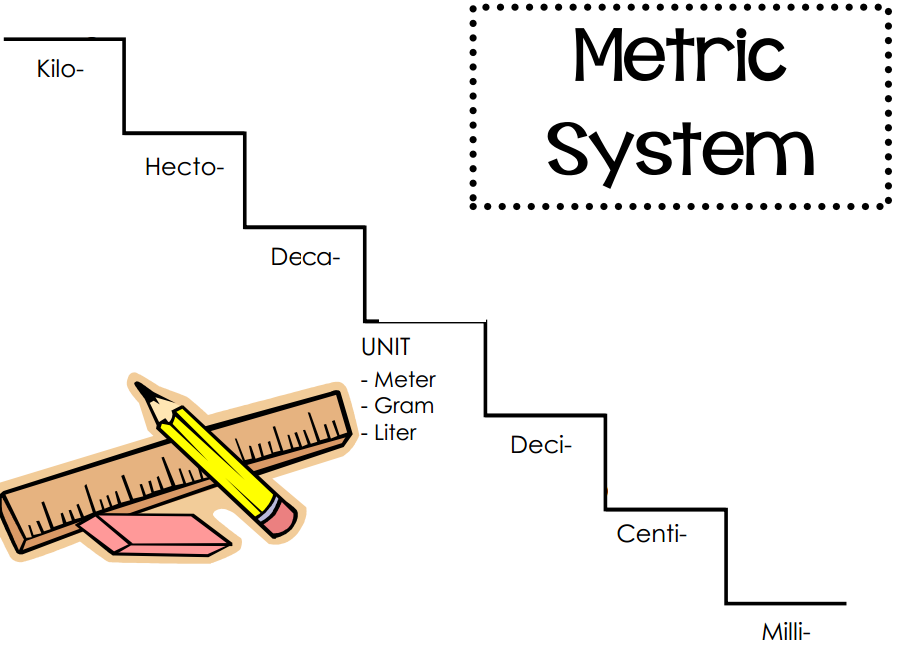 Metric
System
Kilo-
Hecto-
Deca-
UNIT
- Meter
- Gram
- Liter
Deci-
Centi-
Milli-